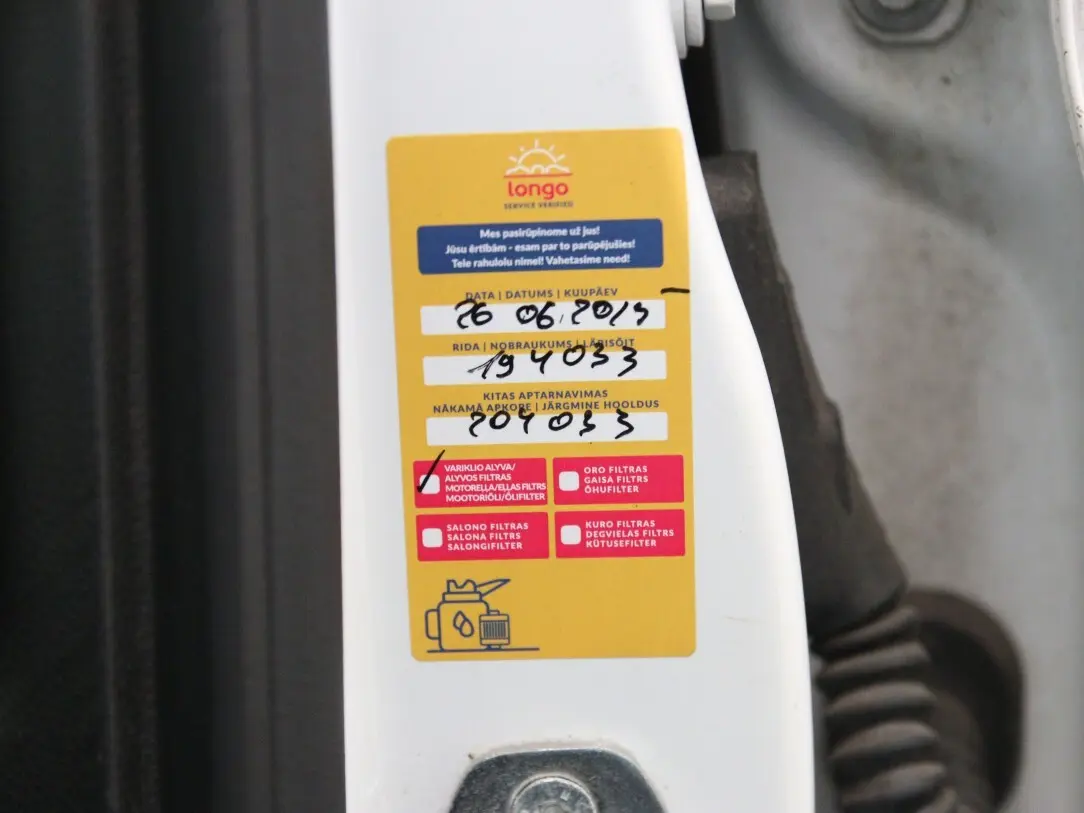 longo
SERVICE VERIFIED
Mes pasirūpinome už jus!
Jūsu ērtībām - esam par to parūpējušies!
Teie rahulolu nimel! Vahetasime need!
DATA | DATUMS | KUUPÄEV
26 06.2019
RIDA | NOBRAUKUMS | LÄBISÕIT
194033
KITAS APTARNAVIMAS
NĀKAMĀ APKOPE | JÄRGMINE HOOLDUS
204033
VARIKLIO ALYVA/
ALYVOS FILTRAS
MOTOREĻĻA/EĻĻAS FILTRS
MOOTORIÕLI/ÕLIFILTER
ORO FILTRAS
GAISA FILTRS
ÕHUFILTER
SALONO FILTRAS
SALONA FILTRS
SALONGIFILTER
KURO FILTRAS
DEGVIELAS FILTRS
KÜTUSEFILTER